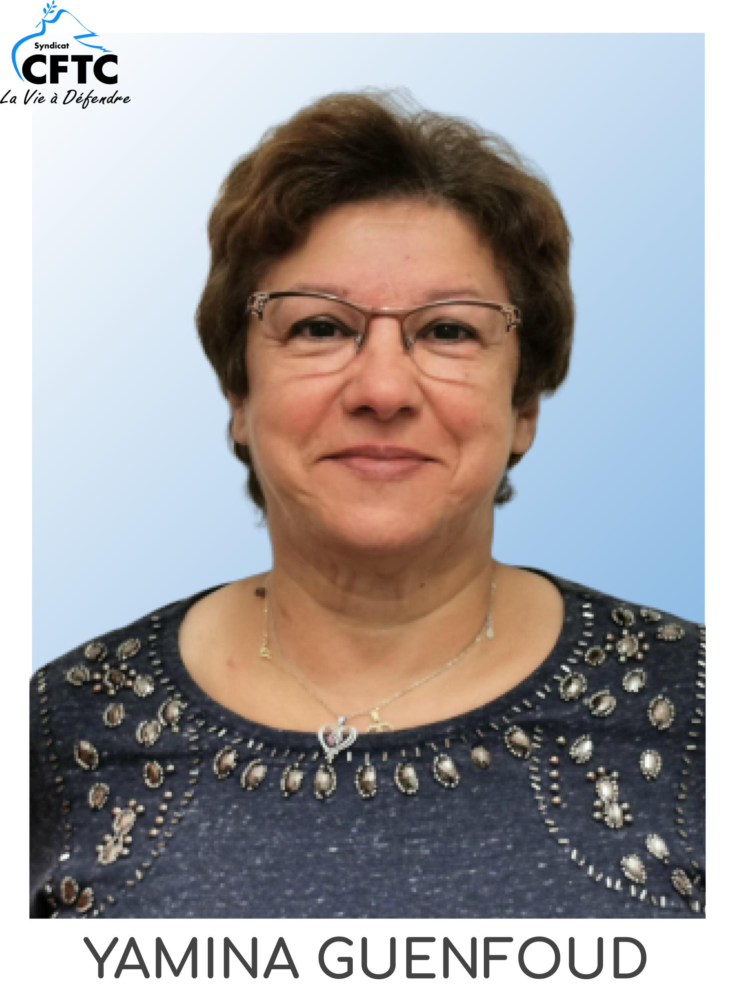 Syndicat
CFTC
La Vie à Défendre
YAMINA GUENFOUD